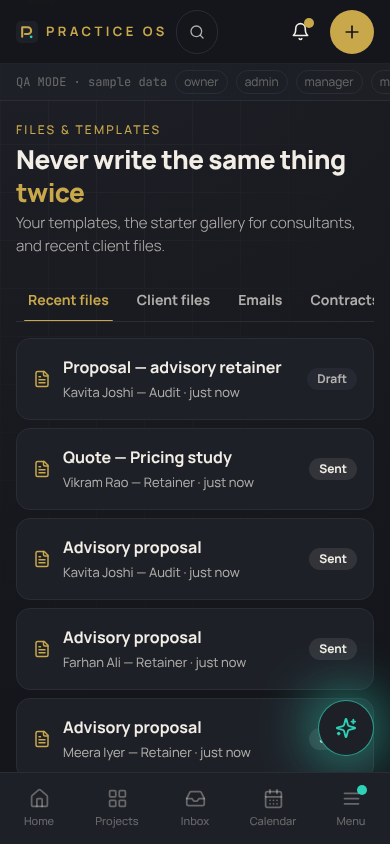 PRACTICE OS
QA MODE · sample data owner admin manager
FILES & TEMPLATES
Never write the same thing
twice
Your templates, the starter gallery for consultants,
and recent client files.
Recent files Client files Emails Contracts
Proposal — advisory retainer
Kavita Joshi — Audit · just now
Draft
Quote — Pricing study
Vikram Rao — Retainer · just now
Sent
Advisory proposal
Kavita Joshi — Audit · just now
Sent
Advisory proposal
Farhan Ali — Retainer · just now
Sent
Advisory proposal
Meera Iyer — Retainer · just now
Home Projects Inbox Calendar Menu